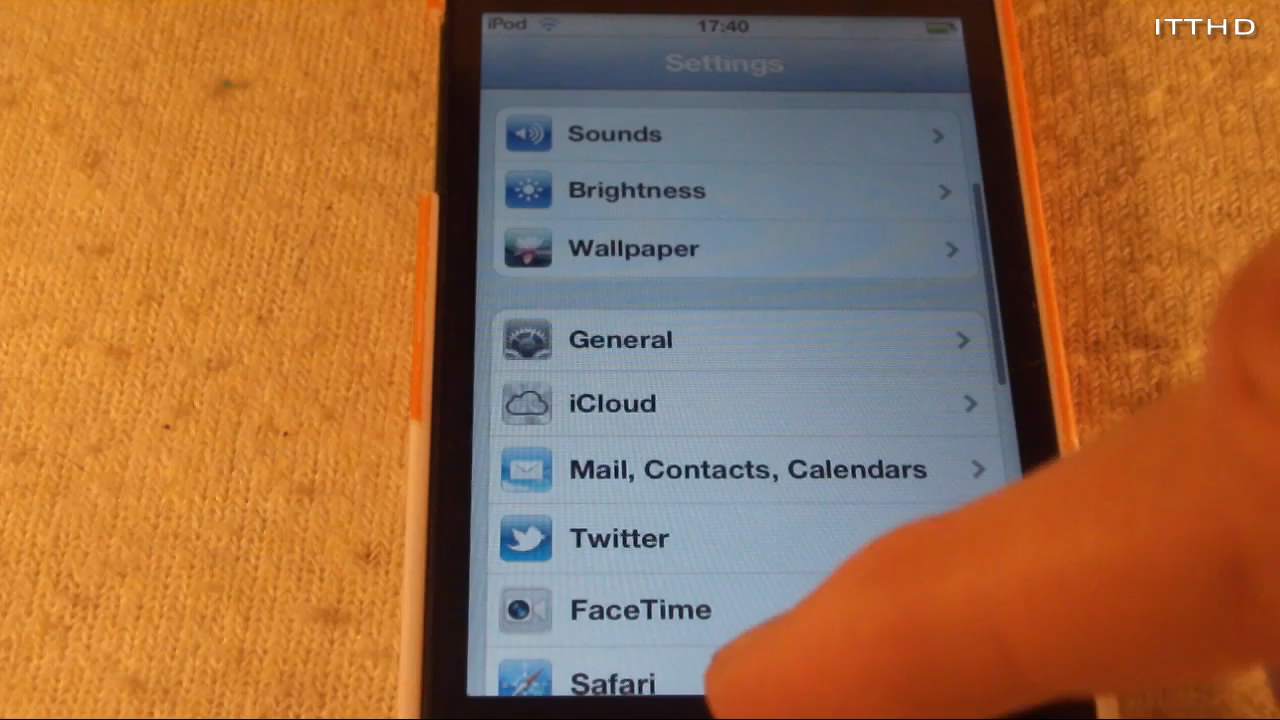 ITTHD
iPod 17:40
Settings
Sounds
Brightness
Wallpaper
General
iCloud
Mail, Contacts, Calendars
Twitter
FaceTime
Safari